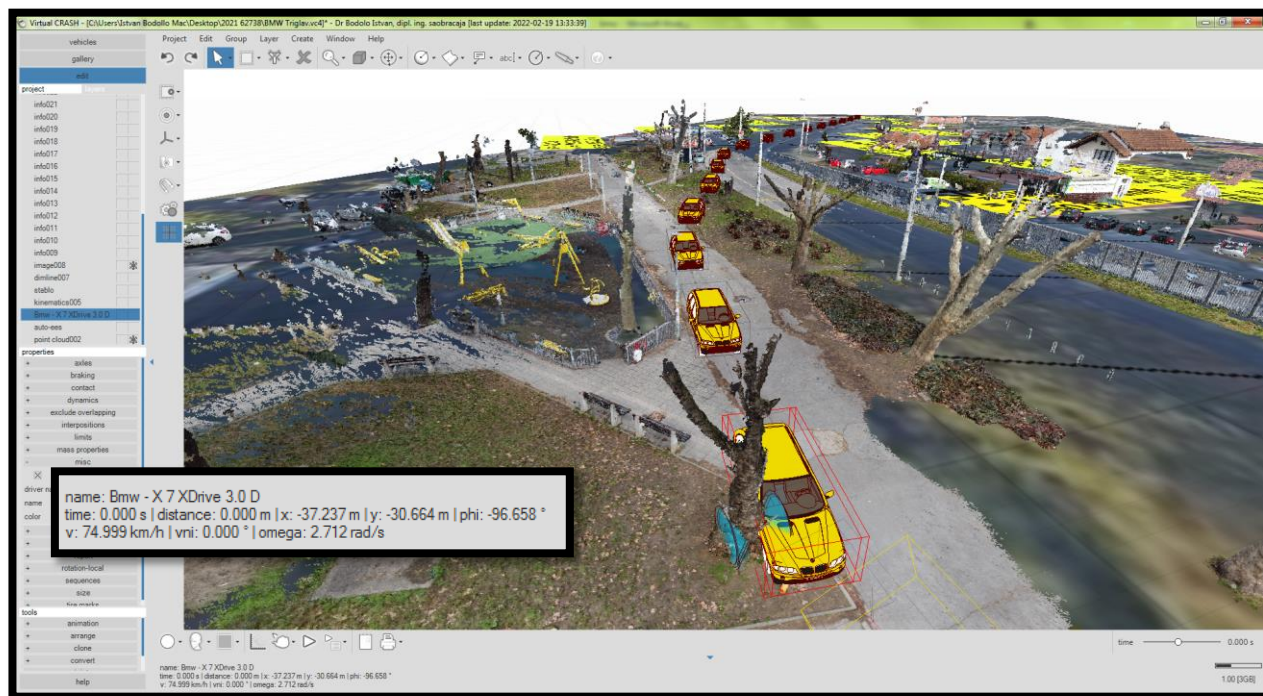 Virtual CRASH - [C:\Users\Istvan Bodollo Mac\Desktop\2021 62738\BMW Triglav.vc4]* - Dr Bodolo Istvan, dipl. ing. saobracaja [last update: 2022-02-19 13:33:39]
vehicles
gallery
edit
Project Edit Group Layer Create Window Help
abc
project layers
info021
info020
info019
info018
info017
info016
info015
info014
info013
info012
info011
info010
info009
image008
dimline007
stablo
kinematics005
Bmw - X 7 XDrive 3.0 D
auto-ees
point cloud002
properties
axles
braking
contact
dynamics
exclude overlapping
interpositions
limits
mass properties
misc
name
color
name: Bmw - X 7 XDrive 3.0 D
time: 0.000 s | distance: 0.000 m | x: -37.237 m | y: -30.664 m | phi: -96.658 °
v: 74.999 km/h | vni: 0.000 ° | omega: 2.712 rad/s
rotation-local
sequences
size
tire marks
tools
animation
arrange
clone
convert
help
time 0.000 s
name: Bmw - X 7 XDrive 3.0 D
time: 0.000 s | distance: 0.000 m | x: -37.237 m | y: -30.664 m | phi: -96.658 °
v: 74.999 km/h | vni: 0.000 ° | omega: 2.712 rad/s
1:00 [3GB]